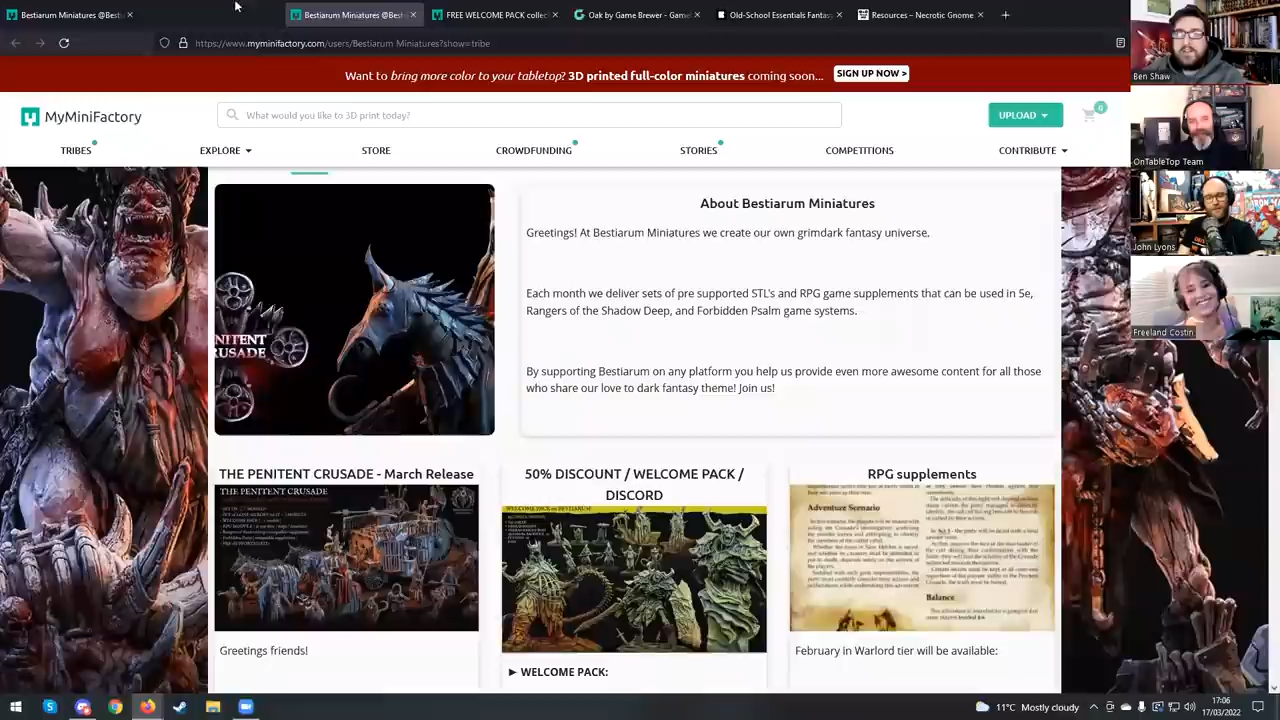 Bestiarum Miniatures @Besti
Bestiarum Miniatures @Besti
FREE WELCOME PACK collec
Oak by Game Brewer - Gamel
Old-School Essentials Fantas
Resources – Necrotic Gnome
https://www.myminifactory.com/users/Bestiarum Miniatures?show=tribe
Want to bring more color to your tabletop? 3D printed full-color miniatures coming soon... SIGN UP NOW >
MyMiniFactory
What would you like to 3D print today?
UPLOAD
0
TRIBES
EXPLORE
STORE
CROWDFUNDING
STORIES
COMPETITIONS
CONTRIBUTE
Ben Shaw
OnTableTop Team
John Lyons
Freeland Costin
NITENT
RUSADE
About Bestiarum Miniatures
Greetings! At Bestiarum Miniatures we create our own grimdark fantasy universe.
Each month we deliver sets of pre supported STL's and RPG game supplements that can be used in 5e,
Rangers of the Shadow Deep, and Forbidden Psalm game systems.
By supporting Bestiarum on any platform you help us provide even more awesome content for all those
who share our love to dark fantasy theme! Join us!
THE PENITENT CRUSADE - March Release
THE PENITENT CRUSADE
Greetings friends!
50% DISCOUNT / WELCOME PACK /
DISCORD
► WELCOME PACK:
RPG supplements
Adventure Scenario
Balance
February in Warlord tier will be available:
11°C Mostly cloudy
17:06
17/03/2022